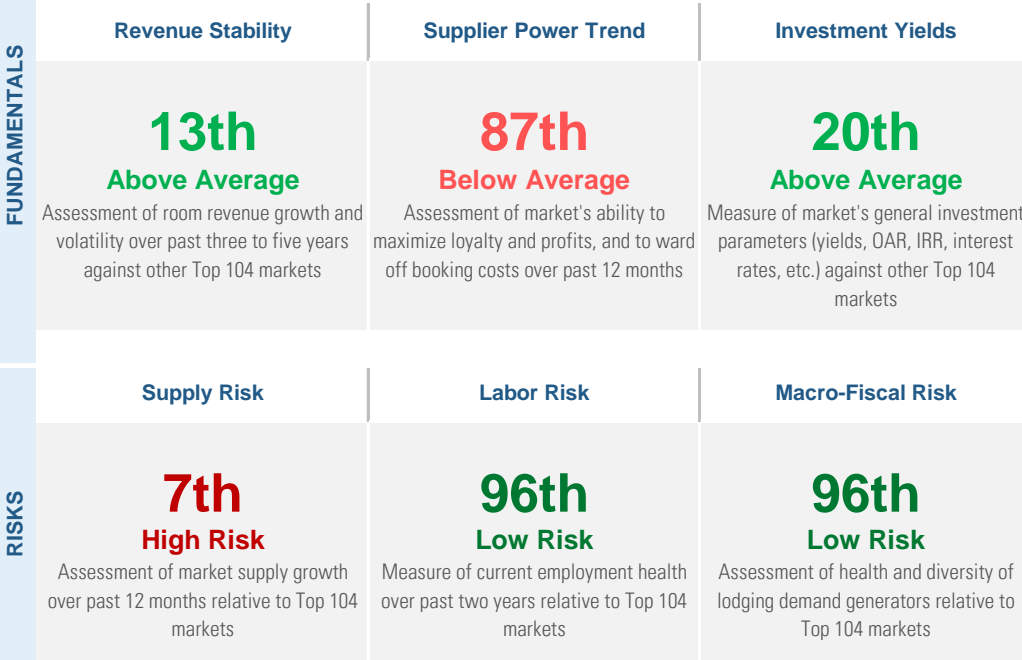 FUNDAMENTALS
Revenue Stability
13th
Above Average
Assessment of room revenue growth and
volatility over past three to five years
against other Top 104 markets
Supplier Power Trend
87th
Below Average
Assessment of market's ability to
maximize loyalty and profits, and to ward
off booking costs over past 12 months
Investment Yields
20th
Above Average
Measure of market's general investment
parameters (yields, OAR, IRR, interest
rates, etc.) against other Top 104
markets
RISKS
Supply Risk
7th
High Risk
Assessment of market supply growth
over past 12 months relative to Top 104
markets
Labor Risk
96th
Low Risk
Measure of current employment health
over past two years relative to Top 104
markets
Macro-Fiscal Risk
96th
Low Risk
Assessment of health and diversity of
lodging demand generators relative to
Top 104 markets